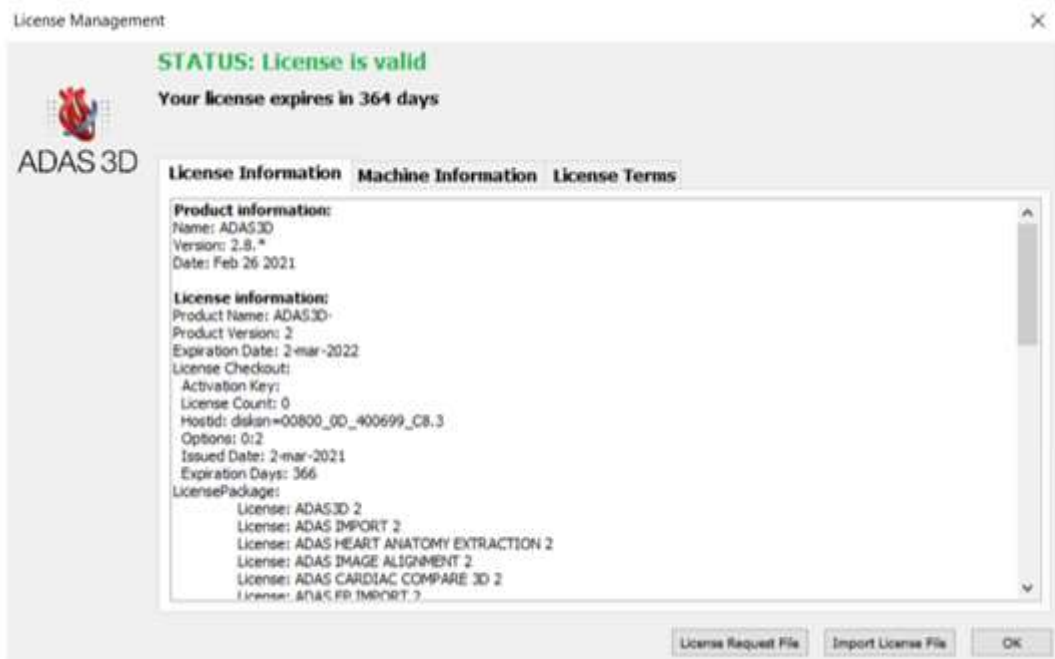 License Management
STATUS: License is valid
Your license expires in 364 days
ADAS 3D
License Information Machine Information License Terms
Product information:
Name: ADAS3D
Version: 2.8.*
Date: Feb 26 2021
License information:
Product Name: ADAS3D-
Product Version: 2
Expiration Date: 2-mar-2022
License Checkout:
Activation Key:
License Count: 0
Hostid: disksn=00800_0D_400699_C8.3
Options: 0:2
Issued Date: 2-mar-2021
Expiration Days: 366
LicensePackage:
License: ADAS3D 2
License: ADAS IMPORT 2
License: ADAS HEART ANATOMY EXTRACTION 2
License: ADAS IMAGE ALIGNMENT 2
License: ADAS CARDIAC COMPARE 3D 2
License: ADAS EP IMPORT 2
License Request File Import License File OK